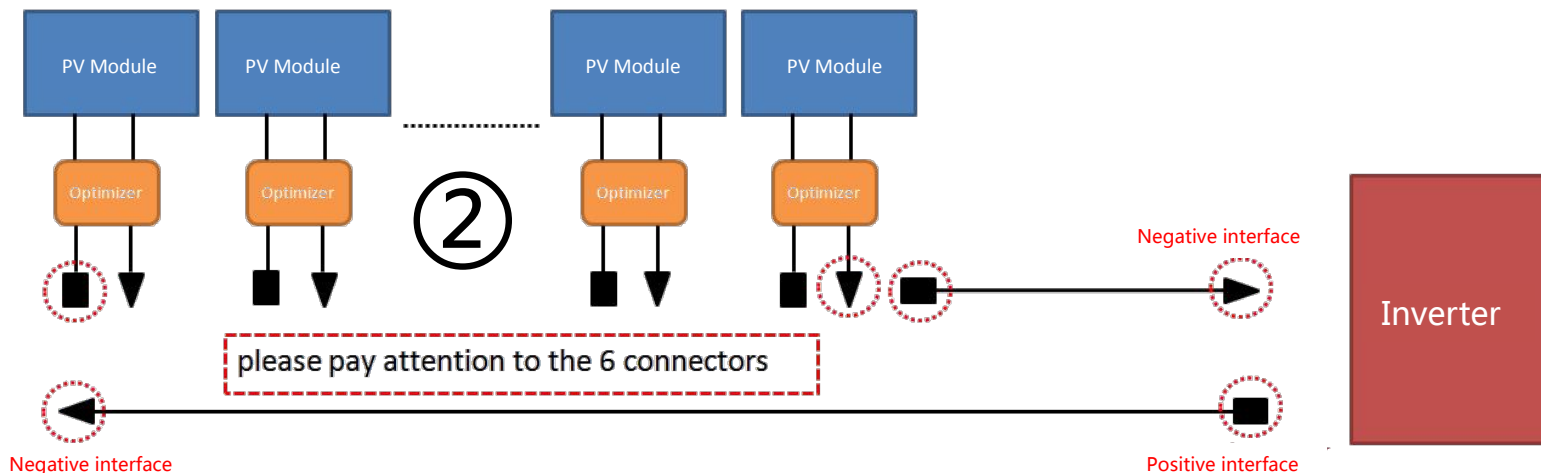 PV Module
PV Module
PV Module
PV Module
Optimizer
Optimizer
Optimizer
Optimizer
②
Negative interface
Inverter
please pay attention to the 6 connectors
Negative interface
Positive interface